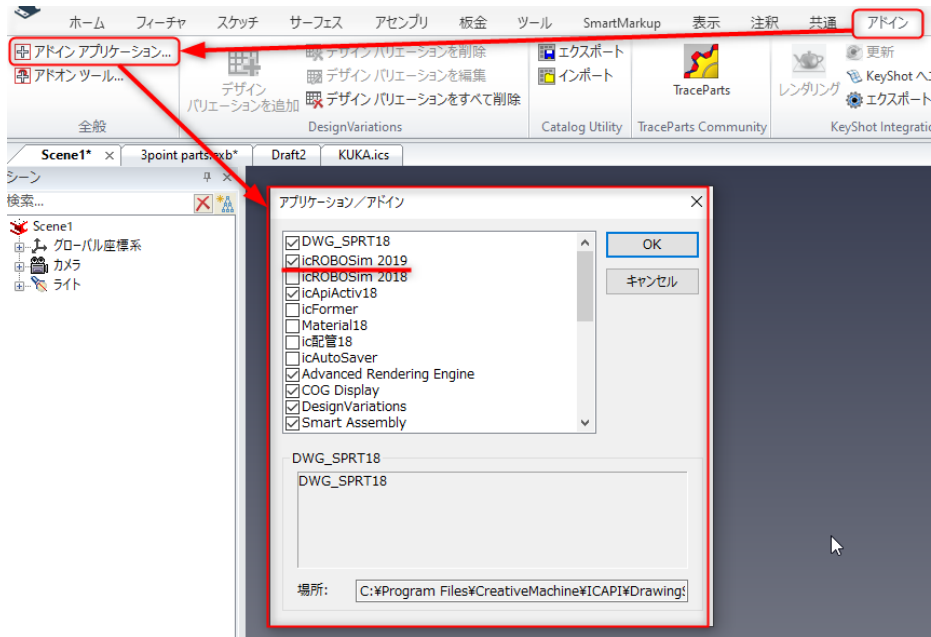 ホーム フィーチャ スケッチ サーフェス アセンブリ 板金 ツール SmartMarkup 表示 注釈 共通 アドイン
アドイン アプリケーション...
アドオン ツール...
全般
デザイン
バリエーションを追加
デザイン バリエーションを削除
デザイン バリエーションを編集
デザイン バリエーションをすべて削除
DesignVariations
エクスポート
インポート
Catalog Utility
TraceParts
TraceParts Community
レンダリング
更新
KeyShot へ
エクスポート
KeyShot Integratio
Scene1* 3point parts.exb* Draft2 KUKA.ics
シーン
検索...
Scene1
グローバル座標系
カメラ
ライト
アプリケーション／アドイン
DWG_SPRT18
icROBOSim 2019
icROBOSim 2018
icApiActiv18
icFormer
Material18
ic配管18
icAutoSaver
Advanced Rendering Engine
COG Display
DesignVariations
Smart Assembly
OK
キャンセル
DWG_SPRT18
DWG_SPRT18
場所: C:¥Program Files¥CreativeMachine¥ICAPI¥Drawing